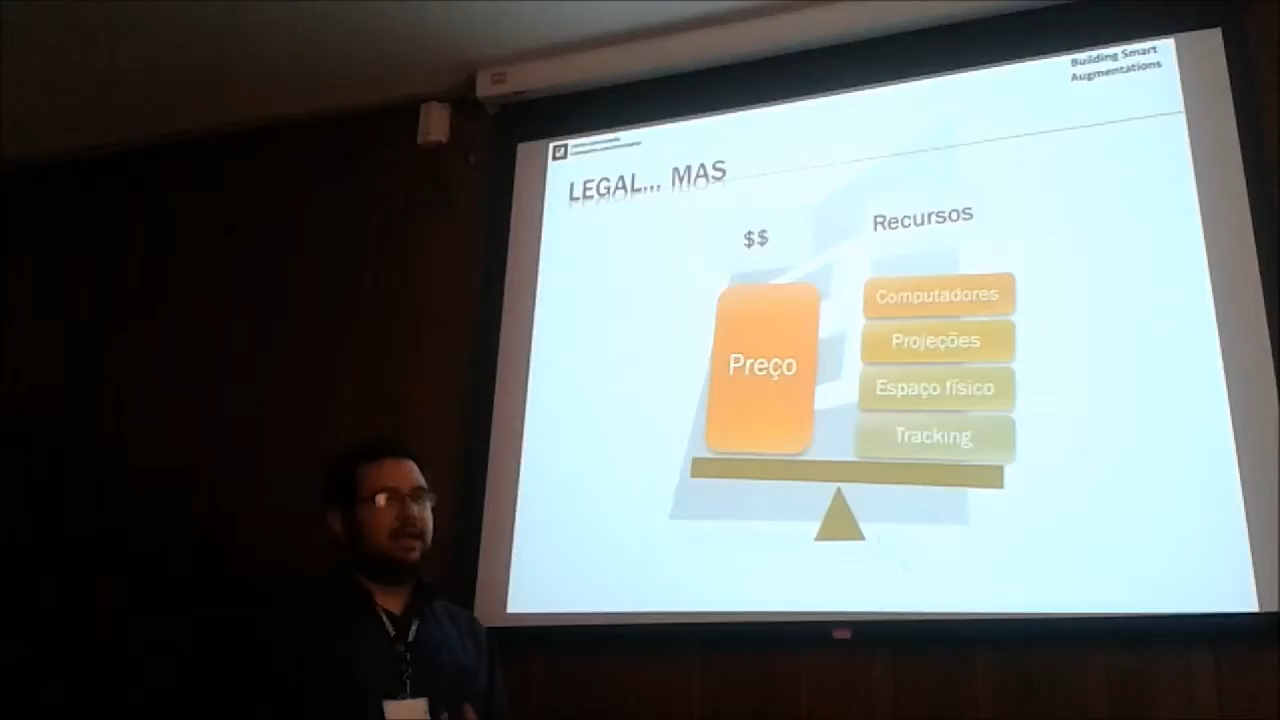 Building Smart
Augmentations
LEGAL... MAS
$$
Recursos
Preço
Computadores
Projeções
Espaço físico
Tracking